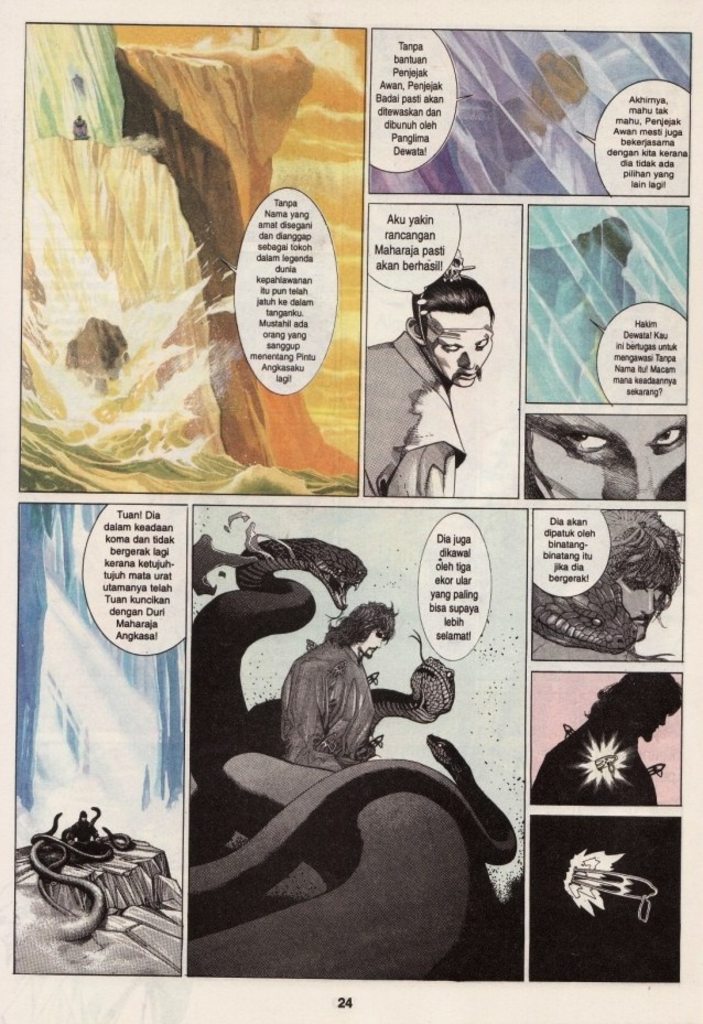 Tanpa
Nama yang
amat disegani
dan dianggap
sebagai tokoh
dalam legenda
dunia
kepahlawanan
itu pun telah
jatuh ke dalam
tanganku.
Mustahil ada
orang yang
sanggup
menentang Pintu
Angkasaku
lagi!
Tanpa
bantuan
Penjejak
Awan, Penjejak
Badai pasti akan
ditewaskan dan
dibunuh oleh
Panglima
Dewata!
Akhirnya,
mahu tak
mahu, Penjejak
Awan mesti juga
bekerjasama
dengan kita kerana
dia tidak ada
pilihan yang
lain lagi!
Aku yakin
rancangan
Maharaja pasti
akan berhasil!
Hakim
Dewata! Kau
ini bertugas untuk
mengawasi Tanpa
Nama itu! Macam
mana keadaannya
sekarang?
Tuan! Dia
dalam keadaan
koma dan tidak
bergerak lagi
kerana ketujuh-
tujuh mata urat
utamanya telah
Tuan kuncikan
dengan Duri
Maharaja
Angkasa!
Dia juga
dikawal
oleh tiga
ekor ular
yang paling
bisa supaya
lebih
selamat!
Dia akan
dipatuk oleh
binatang-
binatang itu
jika dia
bergerak!
24